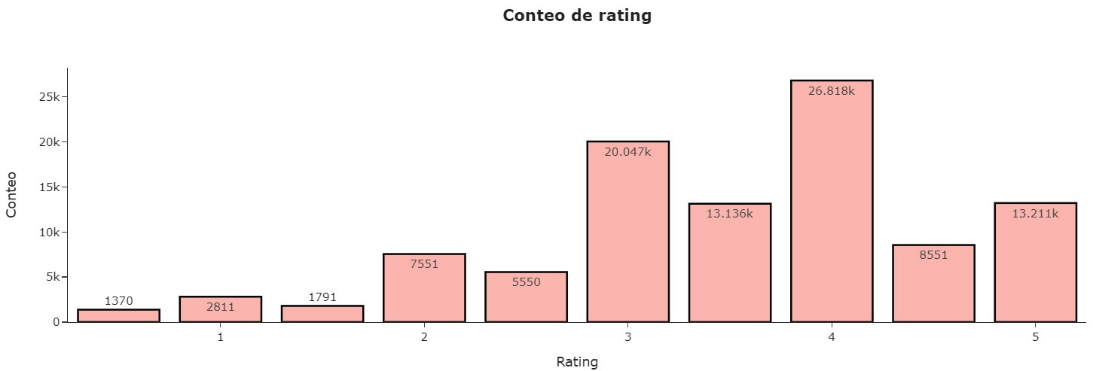 Conteo de rating
Conteo
25k
20k
15k
10k
5k
0
1370
2811
1791
7551
5550
20.047k
13.136k
26.818k
8551
13.211k
1
2
3
4
5
Rating